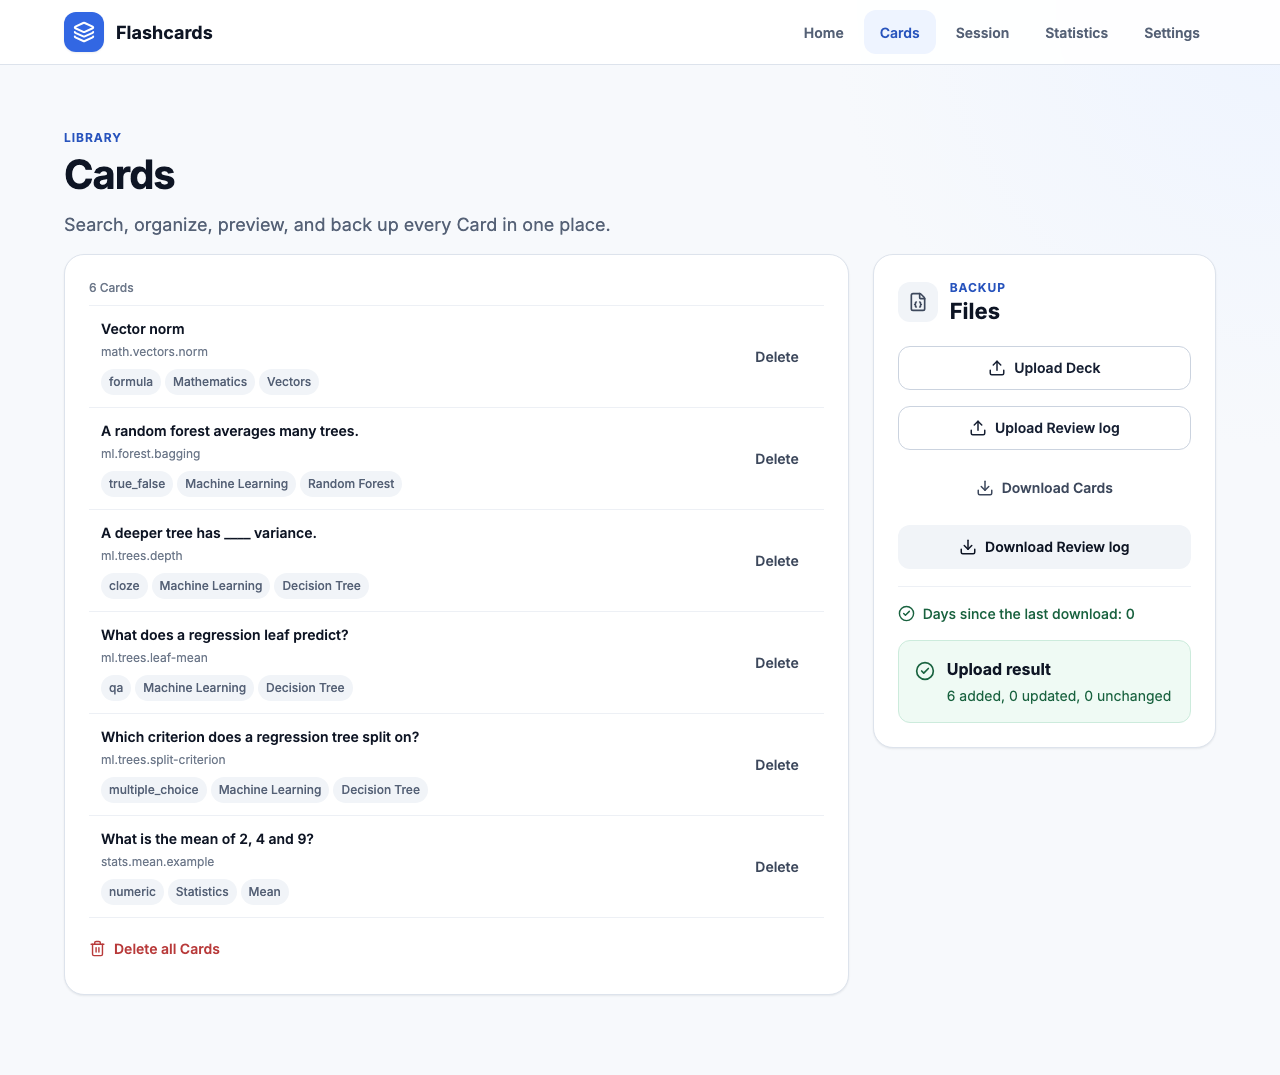 Flashcards
Home
Cards
Session
Statistics
Settings
LIBRARY
Cards
Search, organize, preview, and back up every Card in one place.
6 Cards
Vector norm
math.vectors.norm
Delete
formula
Mathematics
Vectors
A random forest averages many trees.
ml.forest.bagging
Delete
true_false
Machine Learning
Random Forest
A deeper tree has ____ variance.
ml.trees.depth
Delete
cloze
Machine Learning
Decision Tree
What does a regression leaf predict?
ml.trees.leaf-mean
Delete
qa
Machine Learning
Decision Tree
Which criterion does a regression tree split on?
ml.trees.split-criterion
Delete
multiple_choice
Machine Learning
Decision Tree
What is the mean of 2, 4 and 9?
stats.mean.example
Delete
numeric
Statistics
Mean
Delete all Cards
BACKUP
Files
Upload Deck
Upload Review log
Download Cards
Download Review log
Days since the last download: 0
Upload result
6 added, 0 updated, 0 unchanged